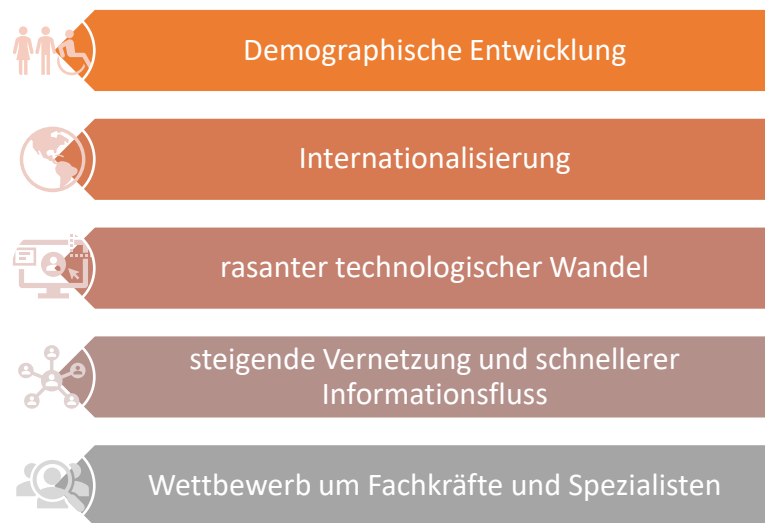 Demographische Entwicklung
Internationalisierung
rasanter technologischer Wandel
steigende Vernetzung und schnellerer
Informationsfluss
Wettbewerb um Fachkräfte und Spezialisten